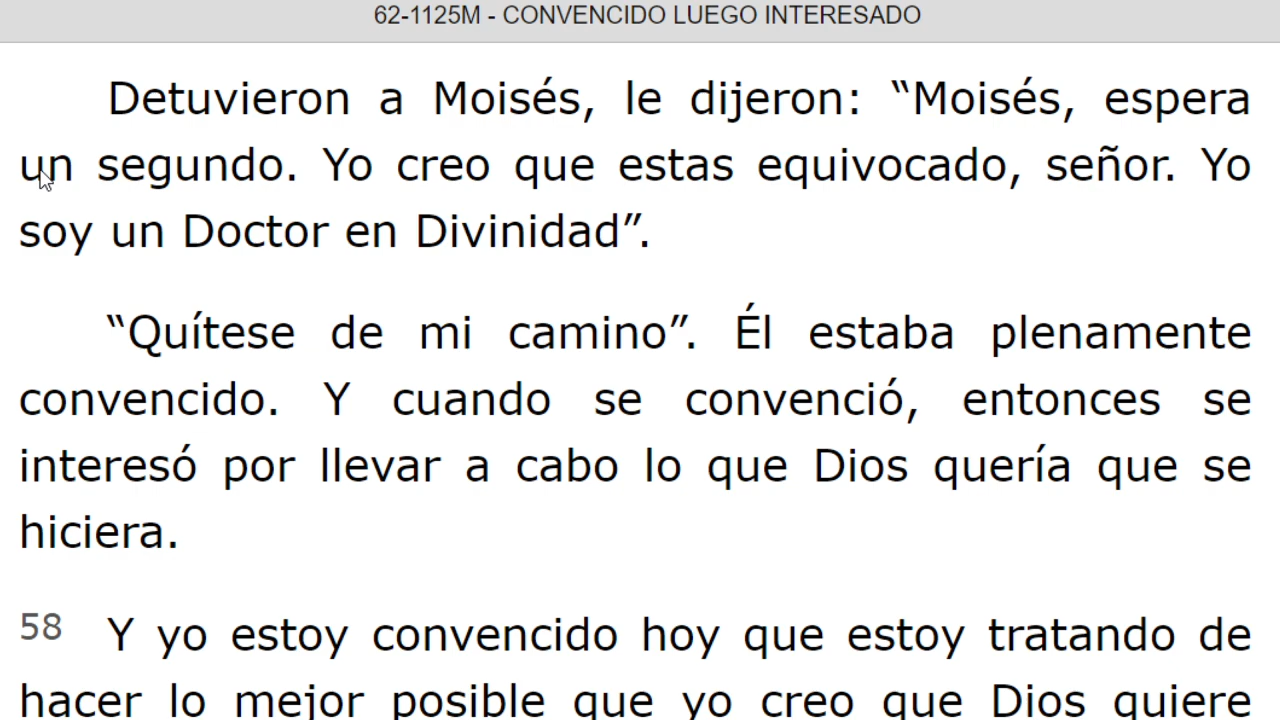 62-1125M - CONVENCIDO LUEGO INTERESADO
Detuvieron a Moisés, le dijeron: “Moisés, espera
un segundo. Yo creo que estas equivocado, señor. Yo
soy un Doctor en Divinidad”.
“Quítese de mi camino”. Él estaba plenamente
convencido. Y cuando se convenció, entonces se
interesó por llevar a cabo lo que Dios quería que se
hiciera.
58 Y yo estoy convencido hoy que estoy tratando de
hacer lo mejor posible que yo creo que Dios quiere